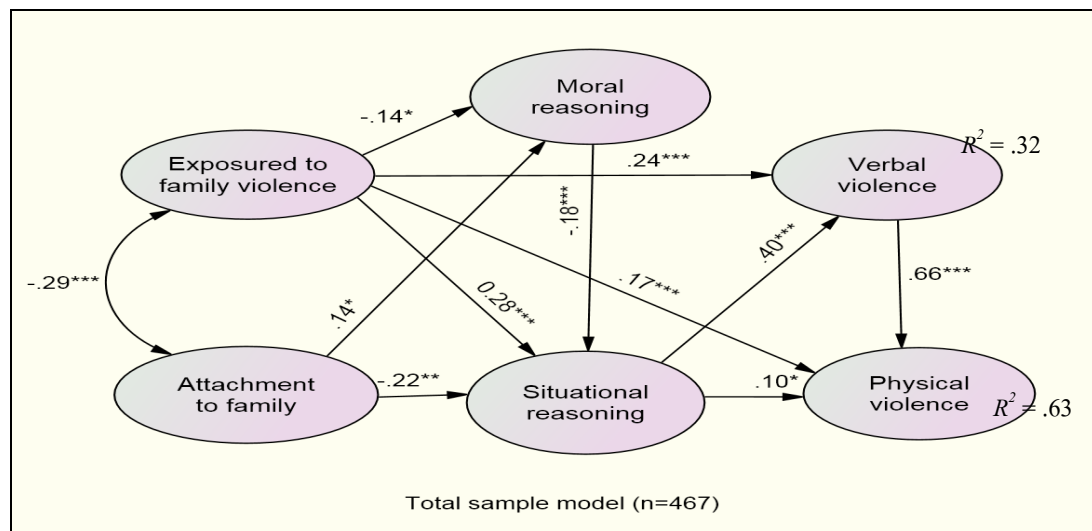 Moral
reasoning
-.14*
Exposured to
family violence
.24***
Verbal
violence
R² = .32
-.18***
.40***
.66***
-.29***
.17***
0.28***
.14*
Attachment
to family
-.22**
Situational
reasoning
.10*
Physical
violence
R² = .63
Total sample model (n=467)